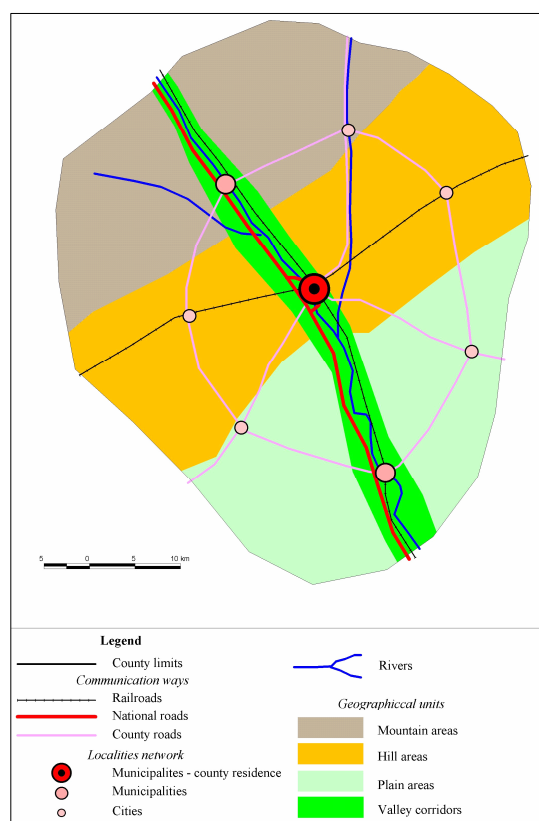 5 0 5 10 km
Legend
County limits
Communication ways
Railroads
National roads
County roads
Localities network
Municipalites - county residence
Municipalities
Cities
Rivers
Geographiccal units
Mountain areas
Hill areas
Plain areas
Valley corridors